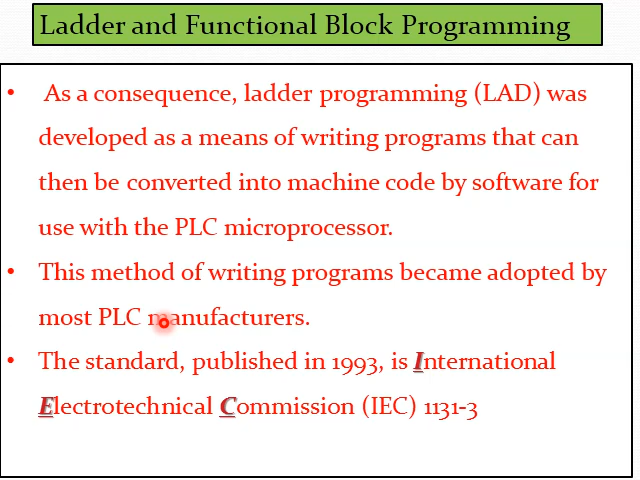 Ladder and Functional Block Programming
• As a consequence, ladder programming (LAD) was
developed as a means of writing programs that can
then be converted into machine code by software for
use with the PLC microprocessor.
• This method of writing programs became adopted by
most PLC manufacturers.
• The standard, published in 1993, is International
Electrotechnical Commission (IEC) 1131-3